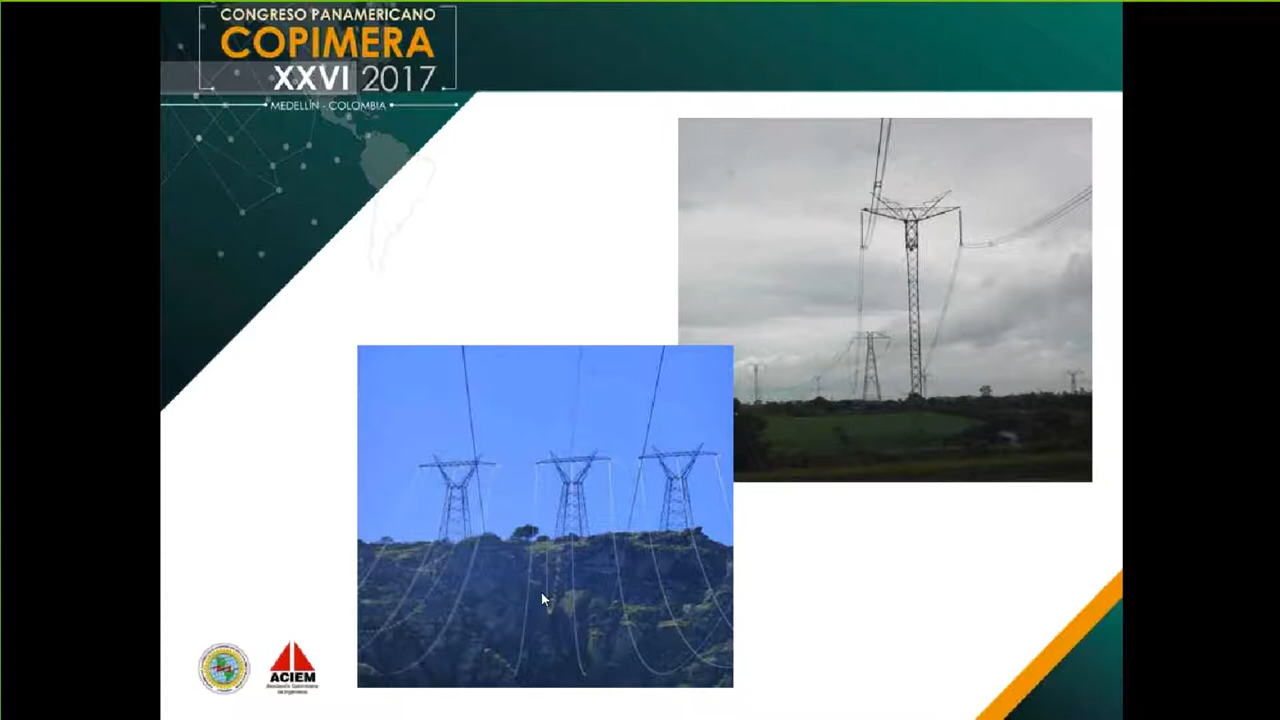 CONGRESO PANAMERICANO
COPIMERA
XXVI 2017
MEDELLÍN - COLOMBIA
ACIEM